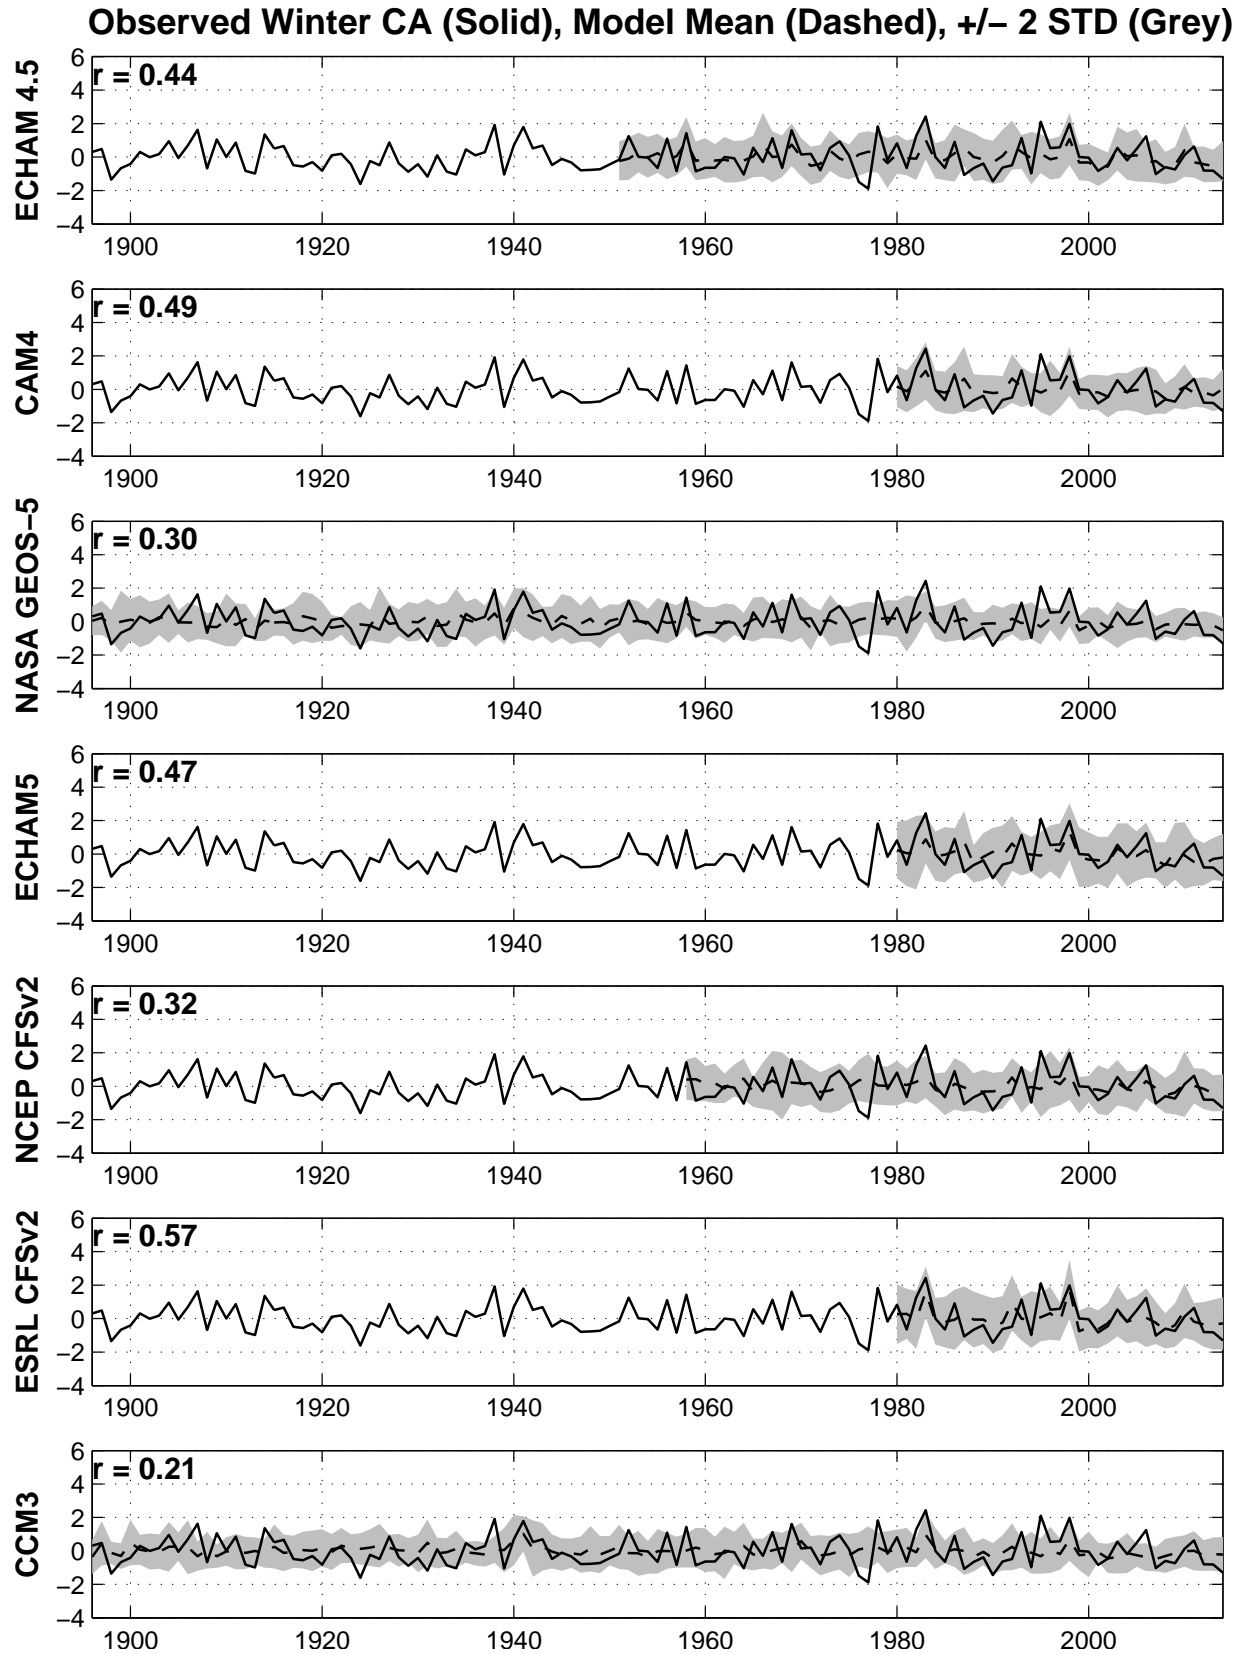 Observed Winter CA (Solid), Model Mean (Dashed), +/− 2 STD (Grey)
ECHAM 4.5
r = 0.44
6
4
2
0
−2
−4
1900 1920 1940 1960 1980 2000
CAM4
r = 0.49
6
4
2
0
−2
−4
1900 1920 1940 1960 1980 2000
NASA GEOS−5
r = 0.30
6
4
2
0
−2
−4
1900 1920 1940 1960 1980 2000
ECHAM5
r = 0.47
6
4
2
0
−2
−4
1900 1920 1940 1960 1980 2000
NCEP CFSv2
r = 0.32
6
4
2
0
−2
−4
1900 1920 1940 1960 1980 2000
ESRL CFSv2
r = 0.57
6
4
2
0
−2
−4
1900 1920 1940 1960 1980 2000
CCM3
r = 0.21
6
4
2
0
−2
−4
1900 1920 1940 1960 1980 2000